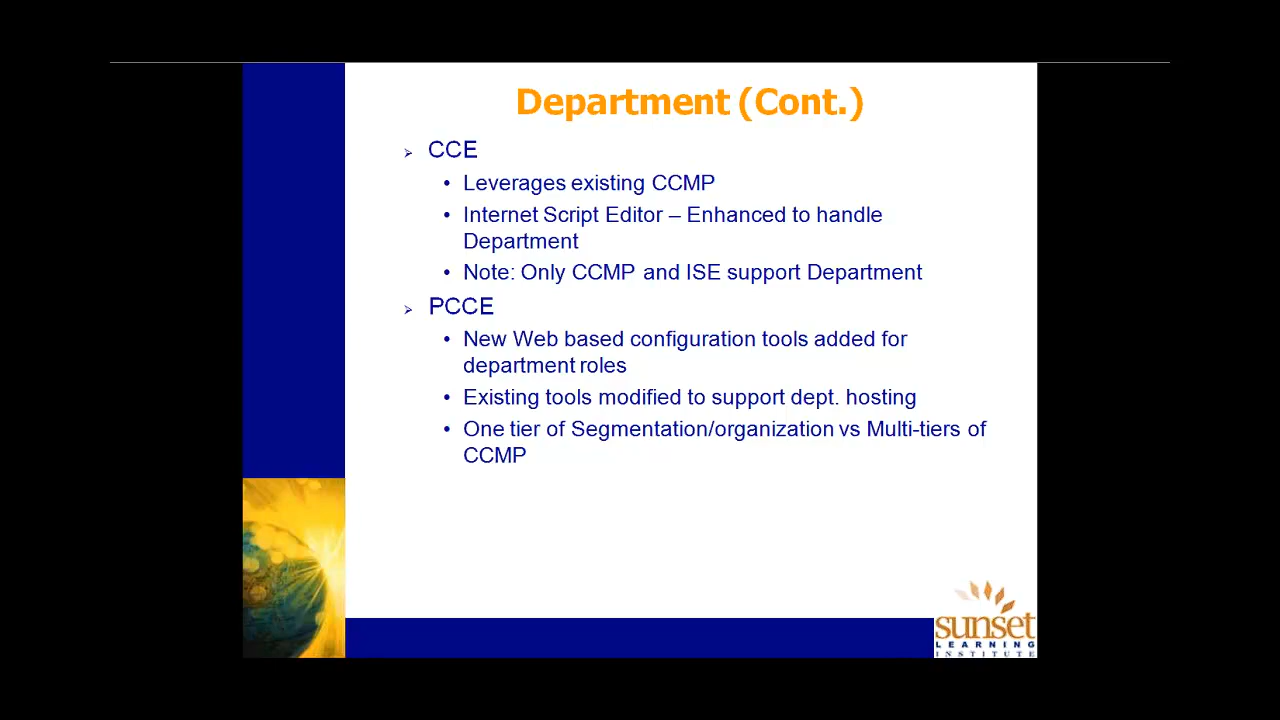 Department (Cont.)
CCE
Leverages existing CCMP
Internet Script Editor – Enhanced to handle
Department
Note: Only CCMP and ISE support Department
PCCE
New Web based configuration tools added for
department roles
Existing tools modified to support dept. hosting
One tier of Segmentation/organization vs Multi-tiers of
CCMP
sunset
LEARNING
INSTITUTE